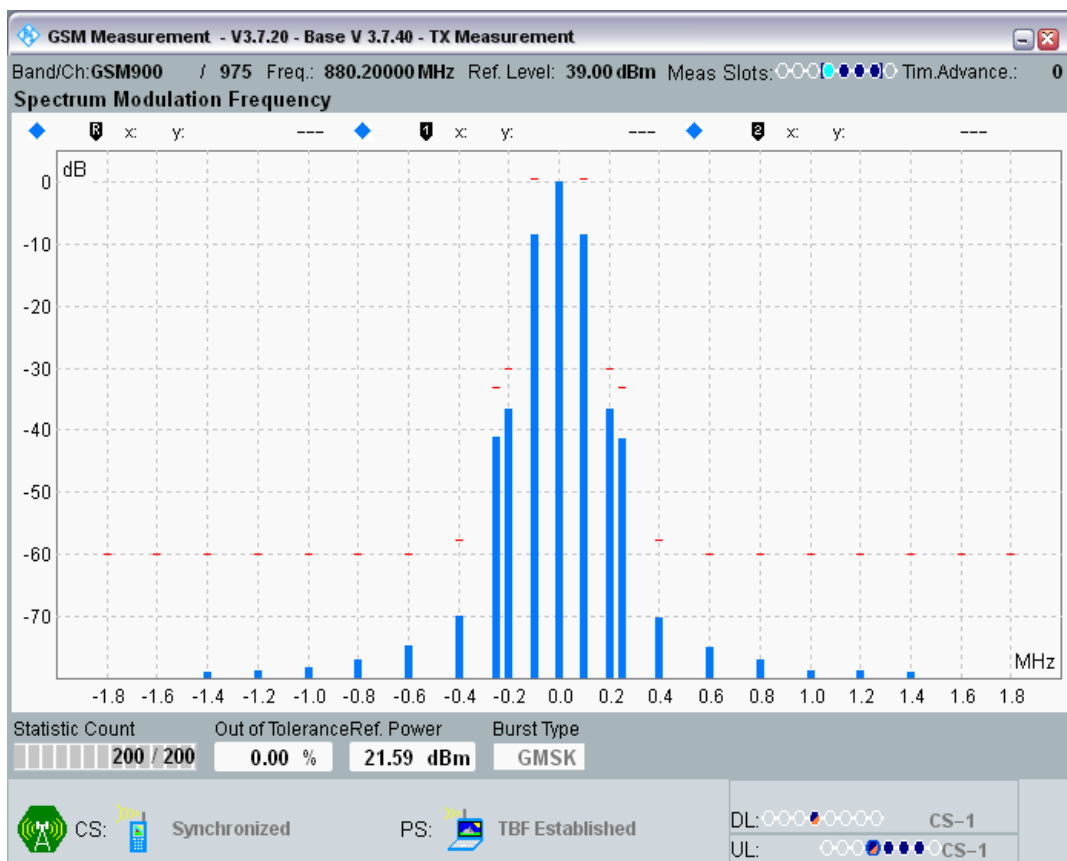 GSM Measurement - V3.7.20 - Base V 3.7.40 - TX Measurement
Band/Ch:GSM900 / 975 Freq.: 880.20000 MHz Ref. Level: 39.00 dBm Meas Slots: Tim.Advance.: 0
Spectrum Modulation Frequency
R x: y: --- 1 x: y: --- 2 x: y: ---
dB
0
-10
-20
-30
-40
-50
-60
-70
MHz
-1.8 -1.6 -1.4 -1.2 -1.0 -0.8 -0.6 -0.4 -0.2 0.0 0.2 0.4 0.6 0.8 1.0 1.2 1.4 1.6 1.8
Statistic Count Out of Tolerance Ref. Power Burst Type
200 / 200 0.00 % 21.59 dBm GMSK
CS: Synchronized PS: TBF Established
DL: CS-1
UL: CS-1